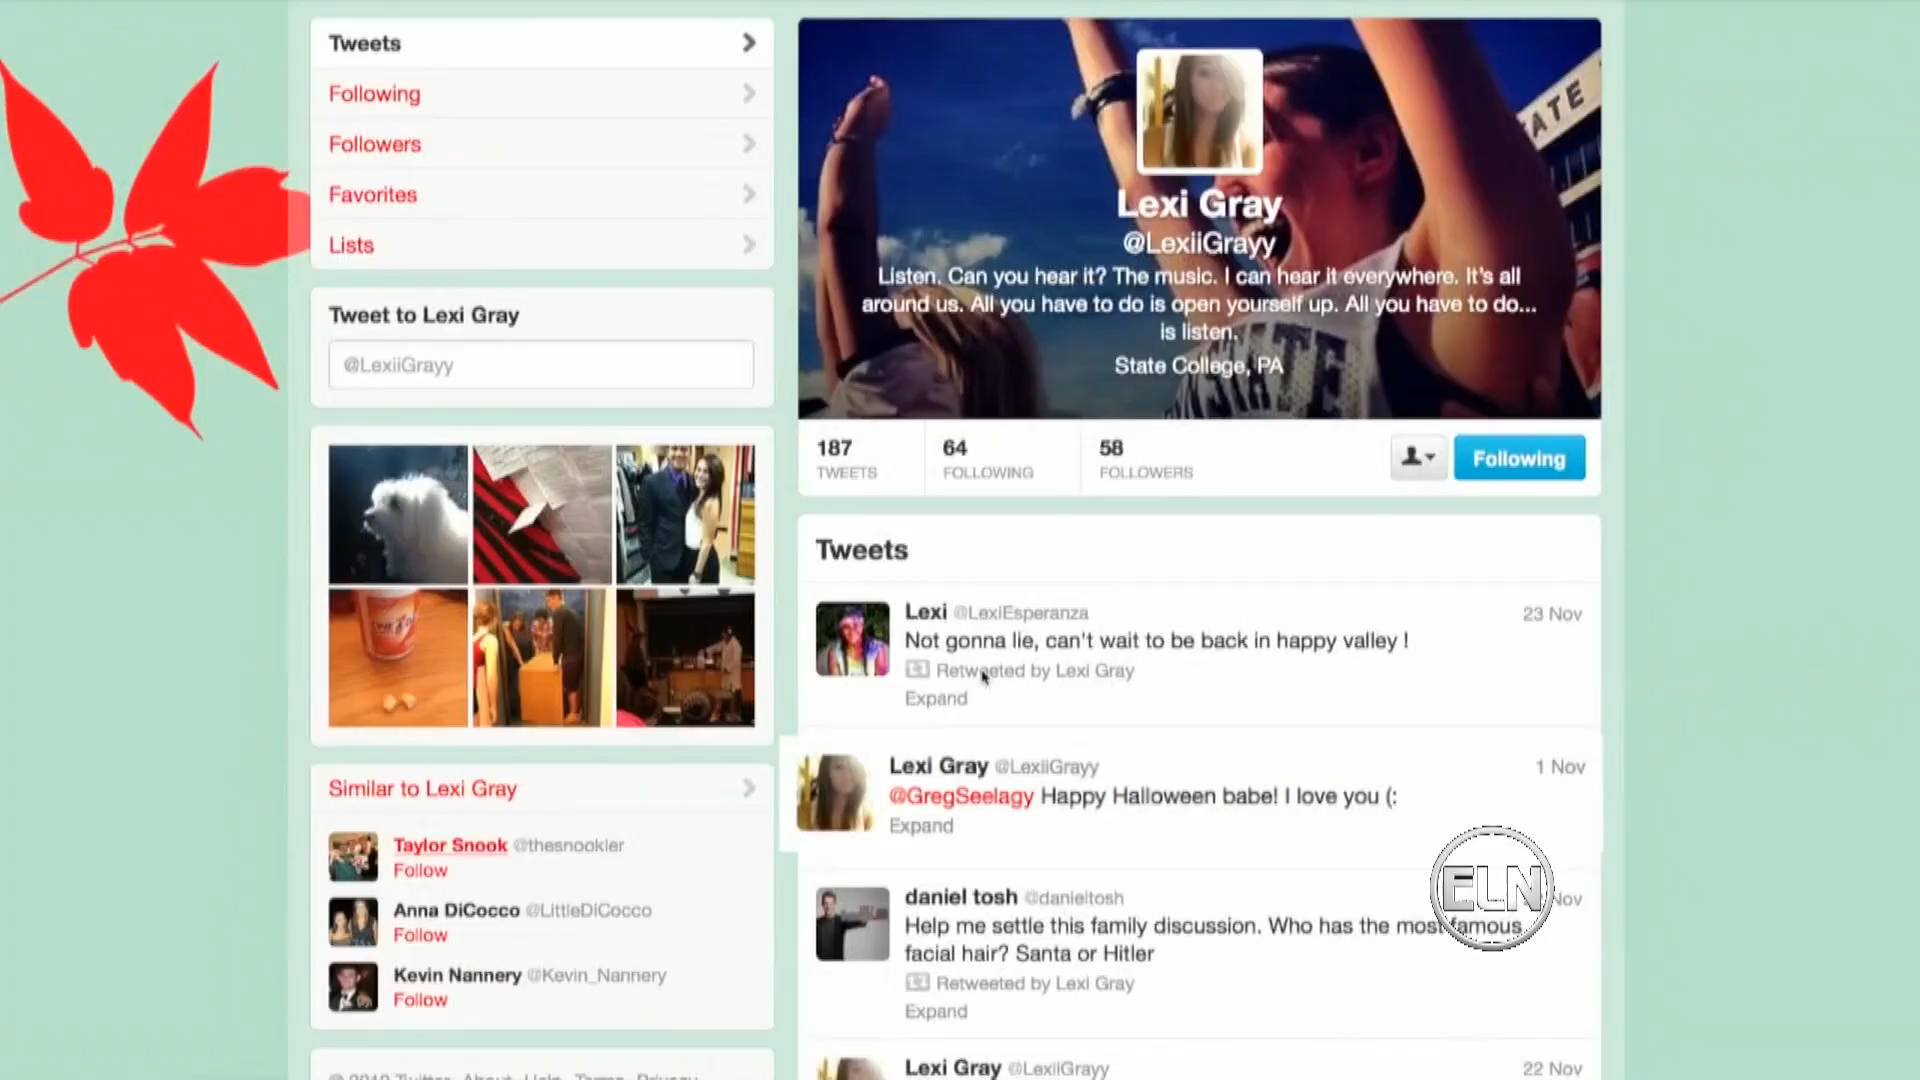 Tweets
Following
Followers
Favorites
Lists
Tweet to Lexi Gray
@LexiiGrayy
Similar to Lexi Gray
Taylor Snook @thesnookler
Follow
Anna DiCocco @LittleDiCocco
Follow
Kevin Nannery @Kevin_Nannery
Follow
Twitter About Help Terms Privacy
ATE
Lexi Gray
@LexiiGrayy
Listen. Can you hear it? The music. I can hear it everywhere. It's all
around us. All you have to do is open yourself up. All you have to do...
is listen.
State College, PA
187
TWEETS
64
FOLLOWING
58
FOLLOWERS
Following
Tweets
Lexi @LexiEsperanza 23 Nov
Not gonna lie, can't wait to be back in happy valley !
Retweeted by Lexi Gray
Expand
Lexi Gray @LexiiGrayy 1 Nov
@GregSeelagy Happy Halloween babe! I love you (:
Expand
daniel tosh @danieltosh Nov
Help me settle this family discussion. Who has the most famous
facial hair? Santa or Hitler
Retweeted by Lexi Gray
Expand
ELN
Lexi Gray @LexiiGrayy 22 Nov